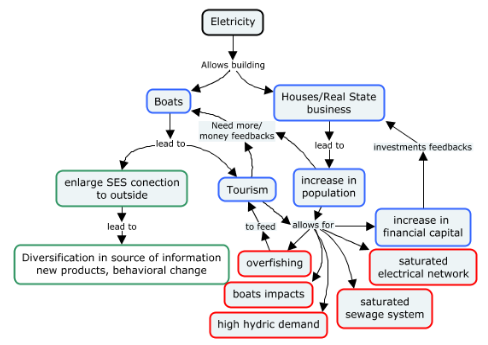 Eletricity
Allows building
Boats
Houses/Real State
business
Need more/
money feedbacks
lead to
lead to
investments feedbacks
enlarge SES conection
to outside
Tourism
increase in
population
lead to
to feed
allows for
increase in
financial capital
Diversification in source of information
new products, behavioral change
overfishing
saturated
electrical network
boats impacts
saturated
sewage system
high hydric demand